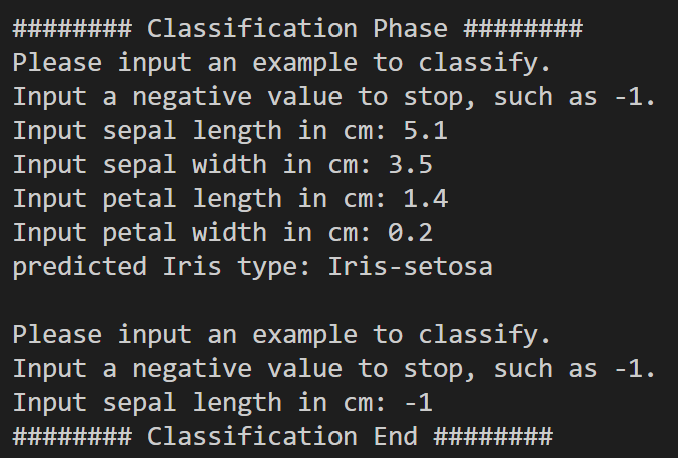 ######## Classification Phase ########
Please input an example to classify.
Input a negative value to stop, such as -1.
Input sepal length in cm: 5.1
Input sepal width in cm: 3.5
Input petal length in cm: 1.4
Input petal width in cm: 0.2
predicted Iris type: Iris-setosa

Please input an example to classify.
Input a negative value to stop, such as -1.
Input sepal length in cm: -1
######## Classification End ########